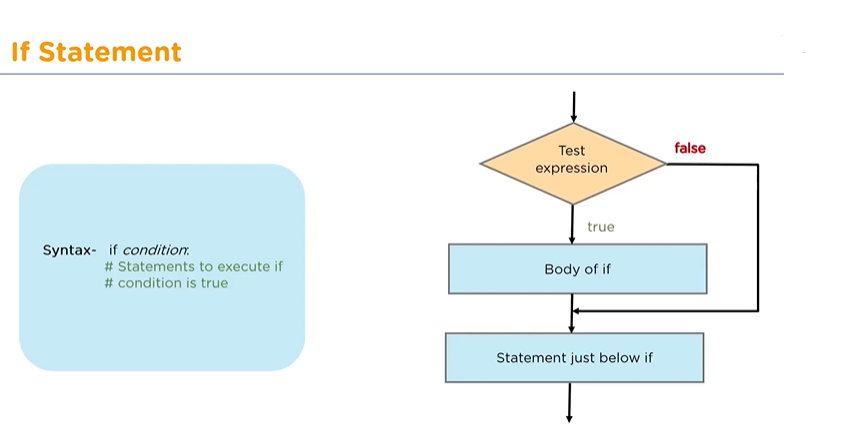 If Statement
Syntax- if condition:
# Statements to execute if
# condition is true
Test
expression
false
true
Body of if
Statement just below if